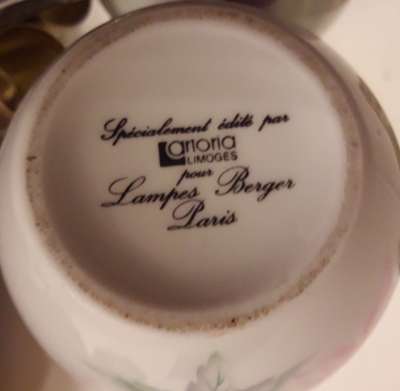 Spécialement édité par
artoria
LIMOGES
pour
Lampes Berger
Paris